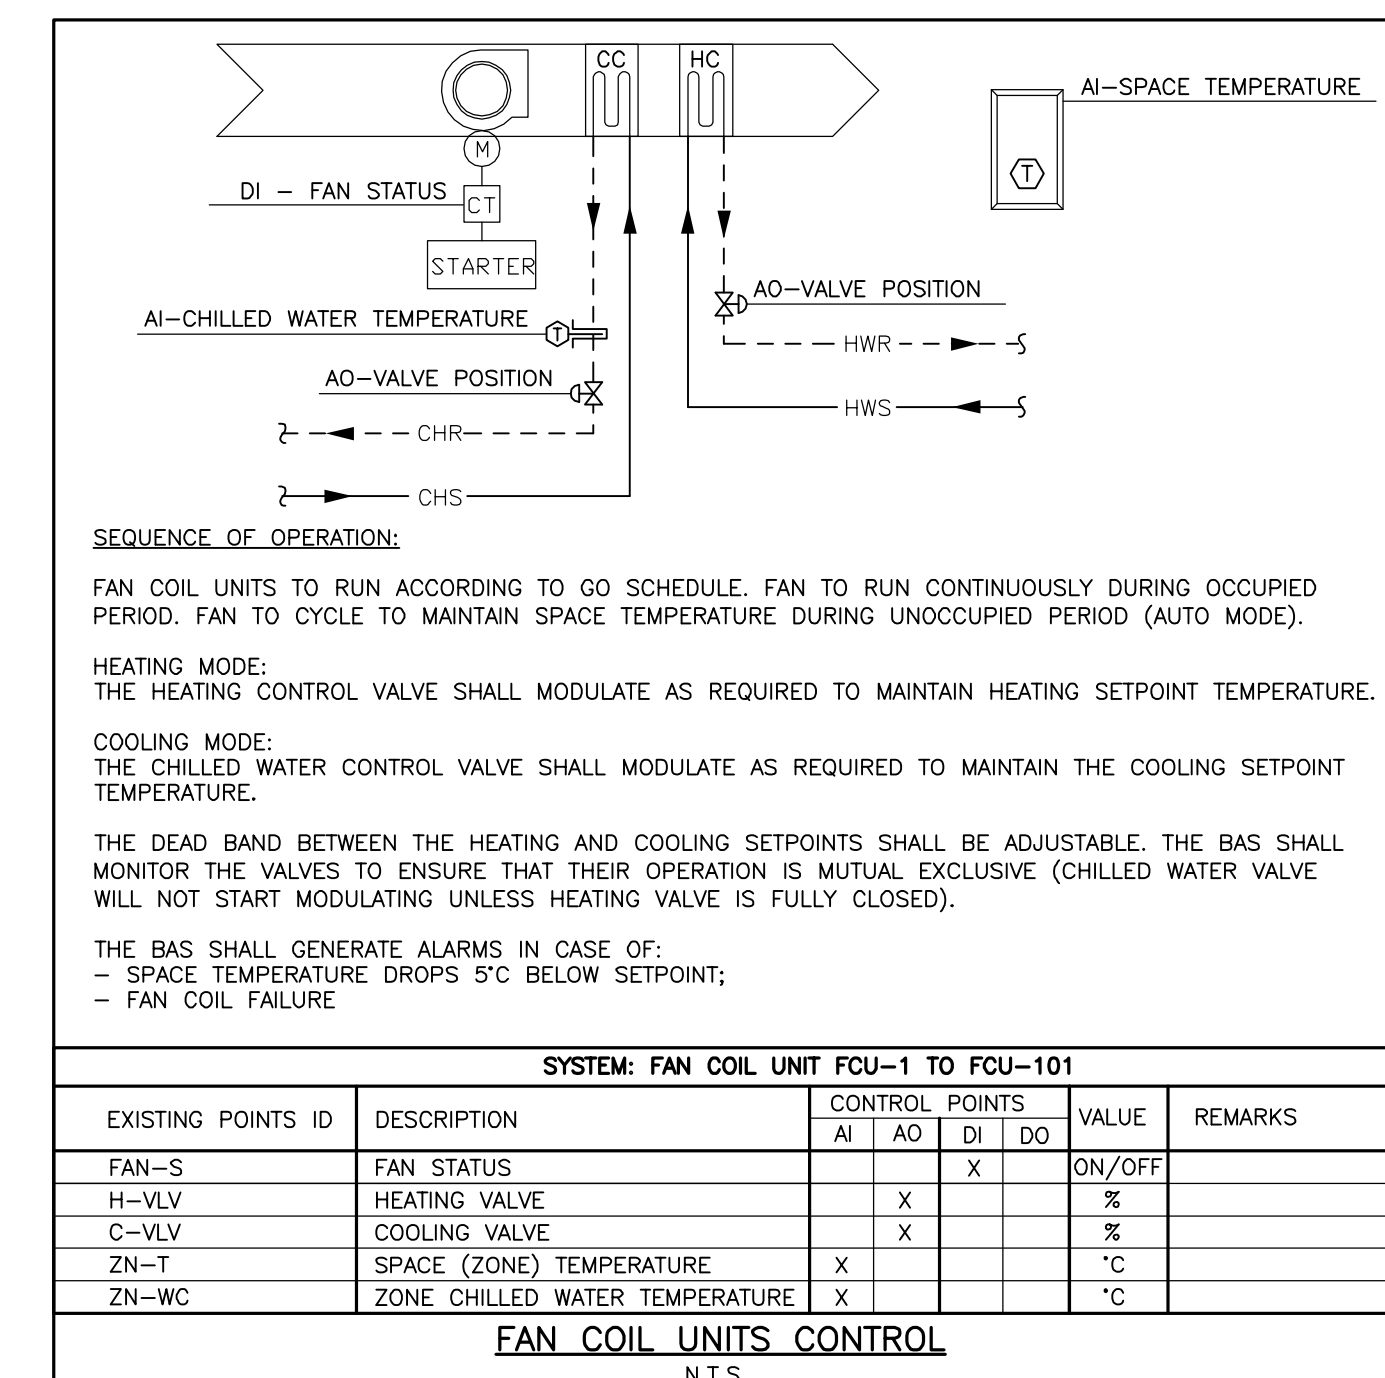 CC
HC
AI-SPACE TEMPERATURE
M
T
DI - FAN STATUS
CT
STARTER
AO-VALVE POSITION
AI-CHILLED WATER TEMPERATURE
T
HWR
AO-VALVE POSITION
HWS
CHR
CHS
SEQUENCE OF OPERATION:
FAN COIL UNITS TO RUN ACCORDING TO GO SCHEDULE. FAN TO RUN CONTINUOUSLY DURING OCCUPIED
PERIOD. FAN TO CYCLE TO MAINTAIN SPACE TEMPERATURE DURING UNOCCUPIED PERIOD (AUTO MODE).
HEATING MODE:
THE HEATING CONTROL VALVE SHALL MODULATE AS REQUIRED TO MAINTAIN HEATING SETPOINT TEMPERATURE.
COOLING MODE:
THE CHILLED WATER CONTROL VALVE SHALL MODULATE AS REQUIRED TO MAINTAIN THE COOLING SETPOINT
TEMPERATURE.
THE DEAD BAND BETWEEN THE HEATING AND COOLING SETPOINTS SHALL BE ADJUSTABLE. THE BAS SHALL
MONITOR THE VALVES TO ENSURE THAT THEIR OPERATION IS MUTUAL EXCLUSIVE (CHILLED WATER VALVE
WILL NOT START MODULATING UNLESS HEATING VALVE IS FULLY CLOSED).
THE BAS SHALL GENERATE ALARMS IN CASE OF:
- SPACE TEMPERATURE DROPS 5°C BELOW SETPOINT;
- FAN COIL FAILURE
SYSTEM: FAN COIL UNIT FCU-1 TO FCU-101
EXISTING POINTS ID DESCRIPTION CONTROL POINTS VALUE REMARKS
AI AO DI DO
FAN-S FAN STATUS X ON/OFF
H-VLV HEATING VALVE X %
C-VLV COOLING VALVE X %
ZN-T SPACE (ZONE) TEMPERATURE X °C
ZN-WC ZONE CHILLED WATER TEMPERATURE X °C
FAN COIL UNITS CONTROL
N.T.S.